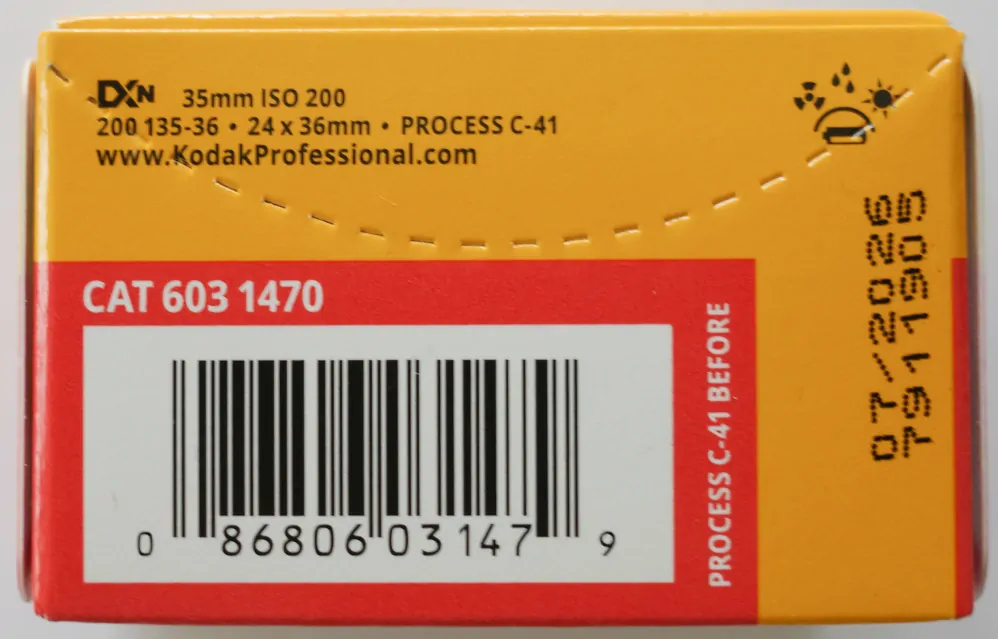 DXN 35mm ISO 200
200 135-36 • 24 x 36mm • PROCESS C-41
www.KodakProfessional.com
CAT 603 1470
0 86806 03147 9
PROCESS C-41 BEFORE
07/2026
7911905